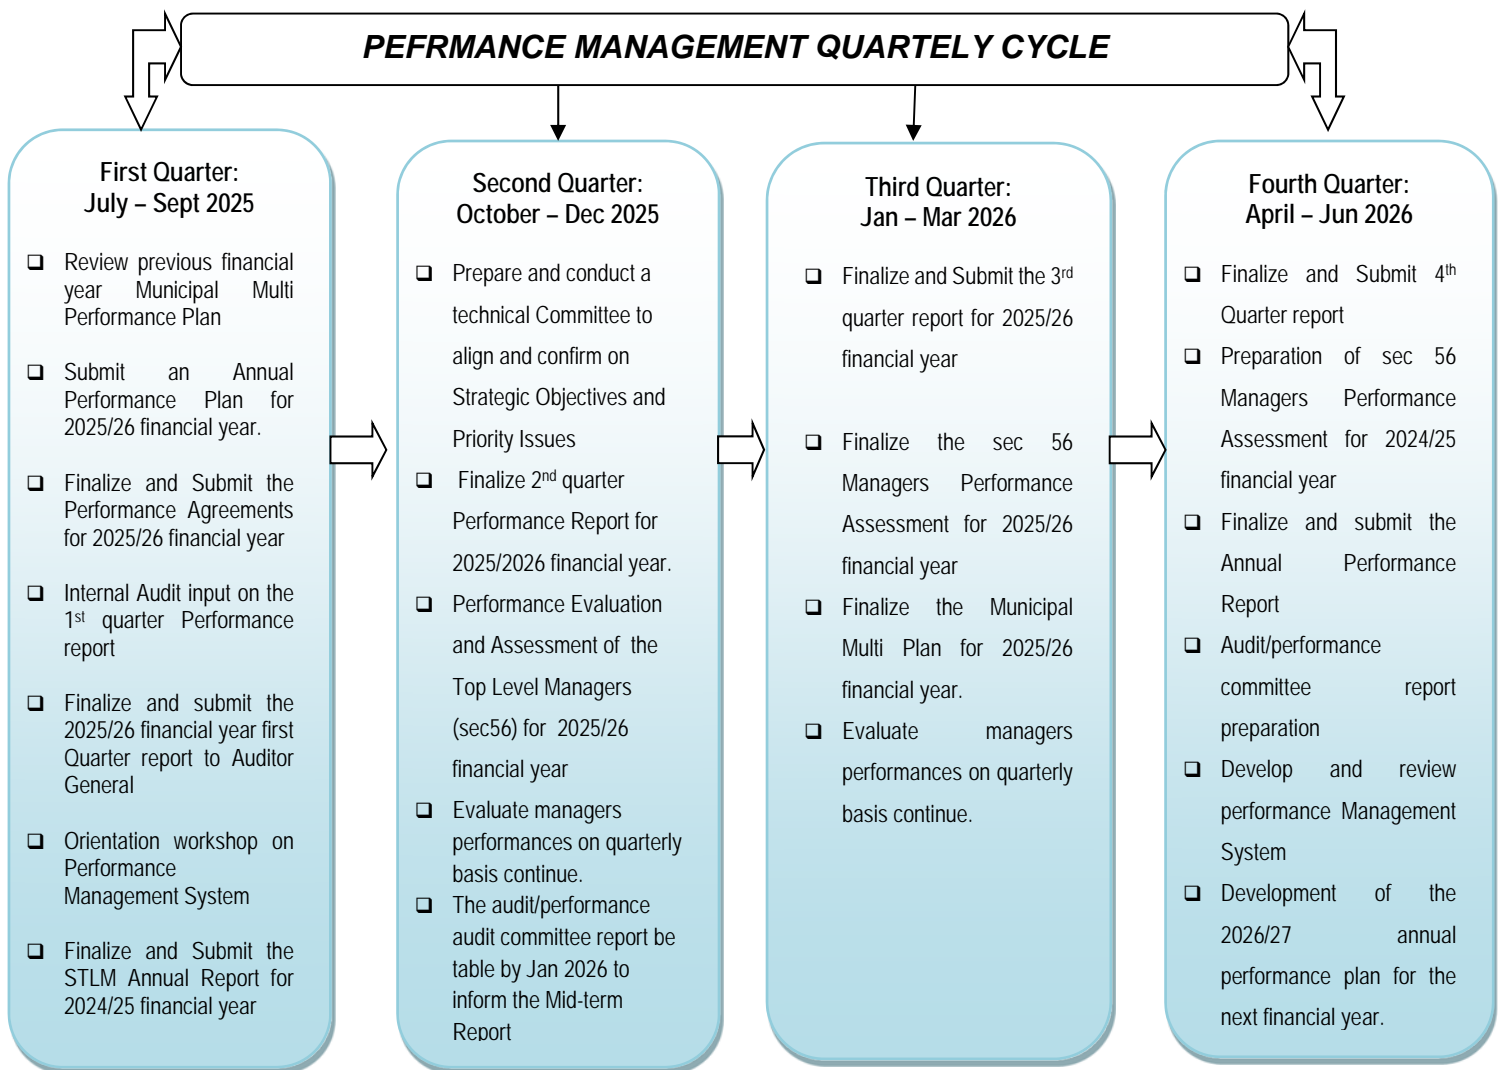 PEFRMANCE MANAGEMENT QUARTELY CYCLE
First Quarter:
July – Sept 2025
❑ Review previous financial
year Municipal Multi
Performance Plan
❑ Submit an Annual
Performance Plan for
2025/26 financial year.
❑ Finalize and Submit the
Performance Agreements
for 2025/26 financial year
❑ Internal Audit input on the
1st quarter Performance
report
❑ Finalize and submit the
2025/26 financial year first
Quarter report to Auditor
General
❑ Orientation workshop on
Performance
Management System
❑ Finalize and Submit the
STLM Annual Report for
2024/25 financial year
Second Quarter:
October – Dec 2025
❑ Prepare and conduct a
technical Committee to
align and confirm on
Strategic Objectives and
Priority Issues
❑ Finalize 2nd quarter
Performance Report for
2025/2026 financial year.
❑ Performance Evaluation
and Assessment of the
Top Level Managers
(sec56) for 2025/26
financial year
❑ Evaluate managers
performances on quarterly
basis continue.
❑ The audit/performance
audit committee report be
table by Jan 2026 to
inform the Mid-term
Report
Third Quarter:
Jan – Mar 2026
❑ Finalize and Submit the 3rd
quarter report for 2025/26
financial year
❑ Finalize the sec 56
Managers Performance
Assessment for 2025/26
financial year
❑ Finalize the Municipal
Multi Plan for 2025/26
financial year.
❑ Evaluate managers
performances on quarterly
basis continue.
Fourth Quarter:
April – Jun 2026
❑ Finalize and Submit 4th
Quarter report
❑ Preparation of sec 56
Managers Performance
Assessment for 2024/25
financial year
❑ Finalize and submit the
Annual Performance
Report
❑ Audit/performance
committee report
preparation
❑ Develop and review
performance Management
System
❑ Development of the
2026/27 annual
performance plan for the
next financial year.